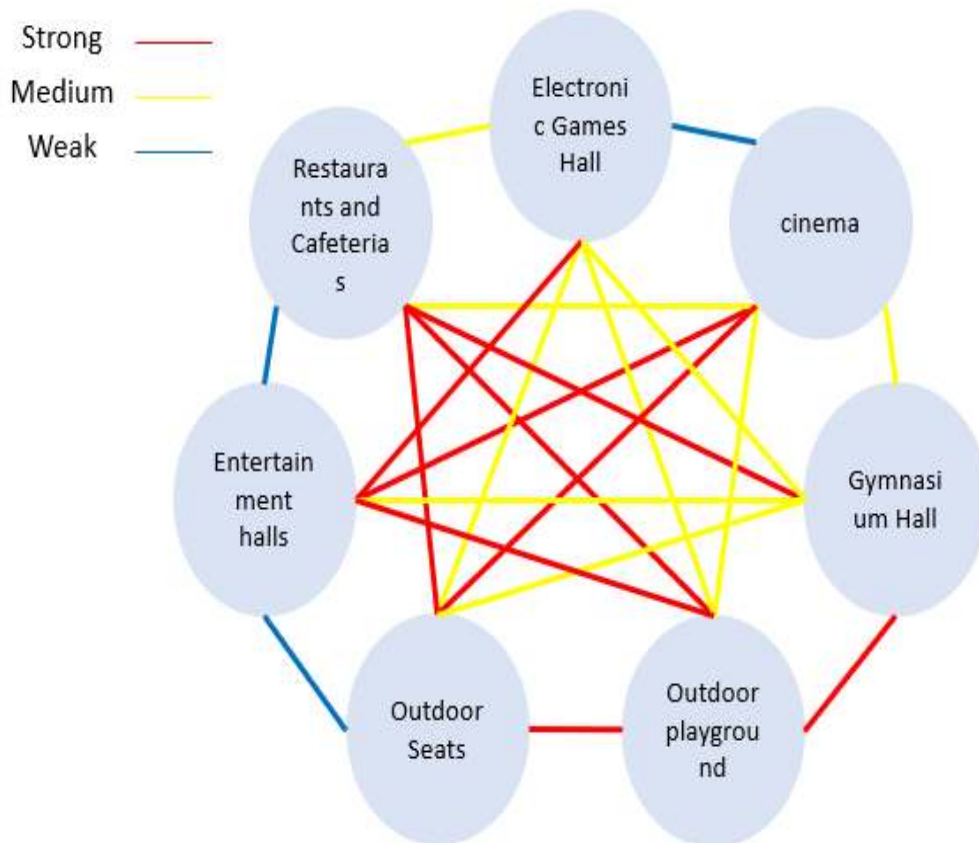 Strong
Medium
Weak
Electroni
c Games
Hall
Restaura
nts and
Cafeteria
s
cinema
Entertain
ment
halls
Gymnasi
um Hall
Outdoor
Seats
Outdoor
playgrou
nd